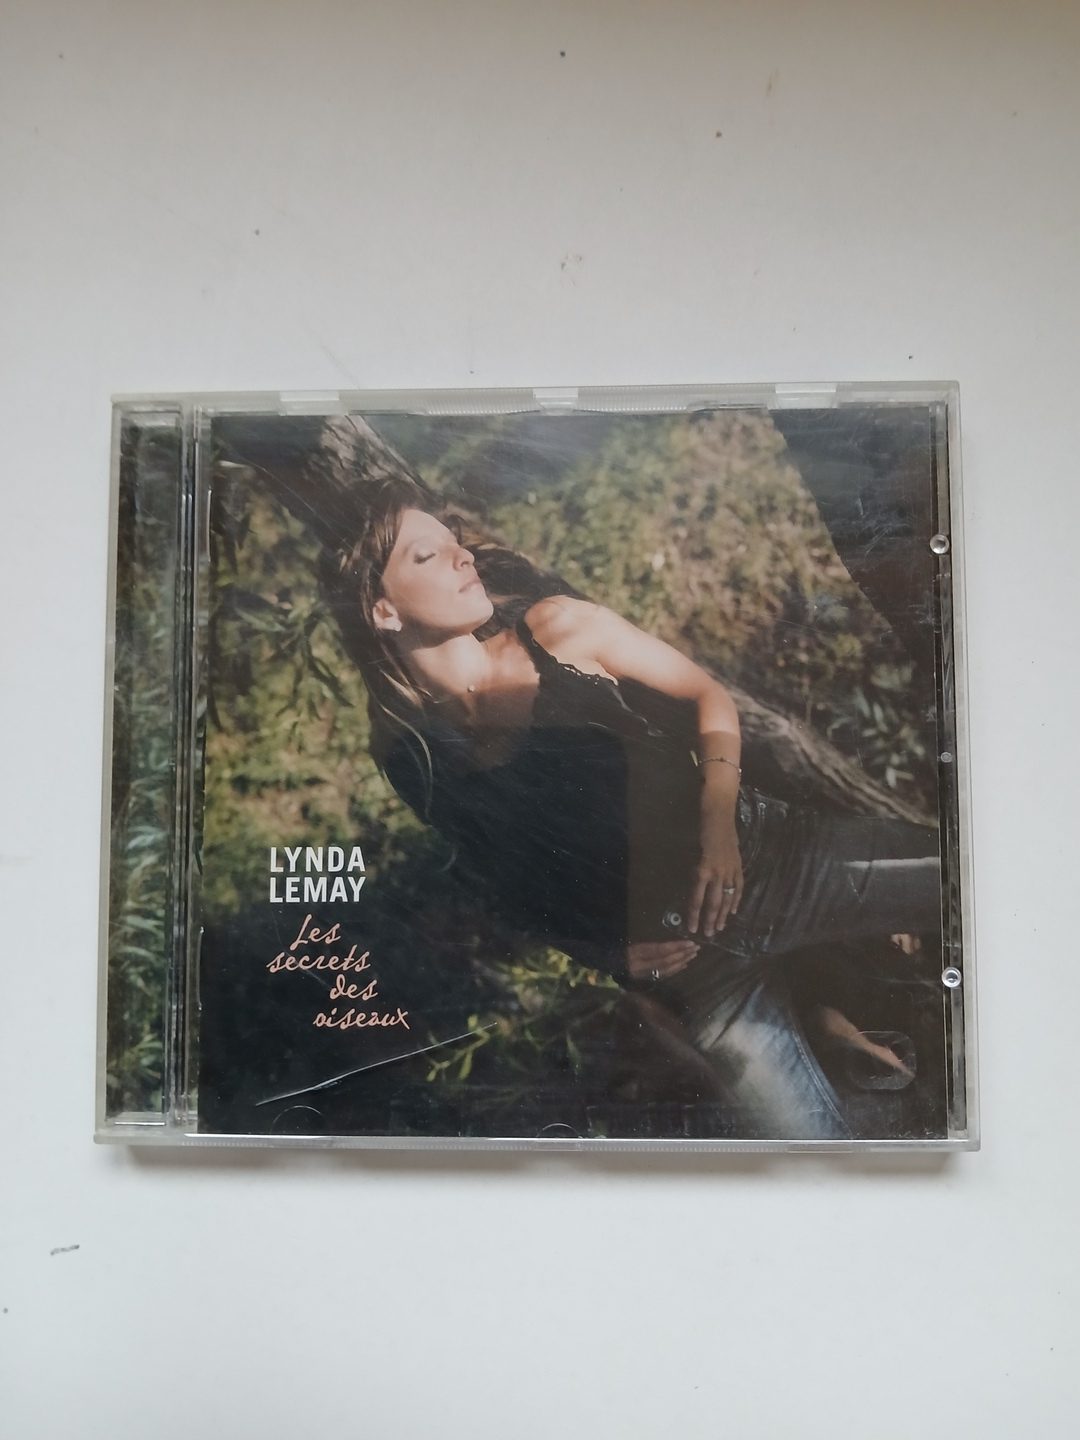 LYNDA
LEMAY
Les
secrets
des
oiseaux